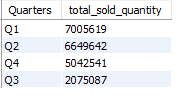 Quarters total_sold_quantity
Q1 7005619
Q2 6649642
Q4 5042541
Q3 2075087